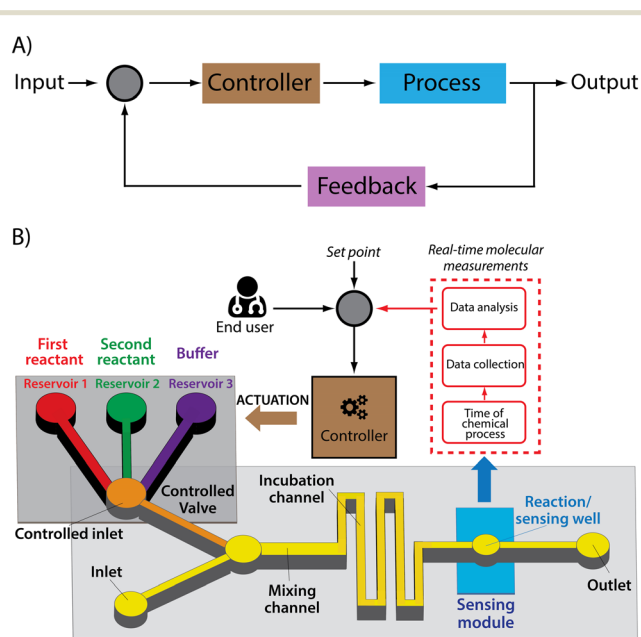 A)
Input
Controller
Process
Output
Feedback
B)
Set point
Real-time molecular
measurements
End user
Data analysis
Data collection
Time of
chemical
process
First
reactant
Second
reactant
Buffer
Reservoir 1
Reservoir 2
Reservoir 3
ACTUATION
Controller
Controlled
Valve
Controlled inlet
Incubation
channel
Reaction/
sensing well
Inlet
Mixing
channel
Sensing
module
Outlet